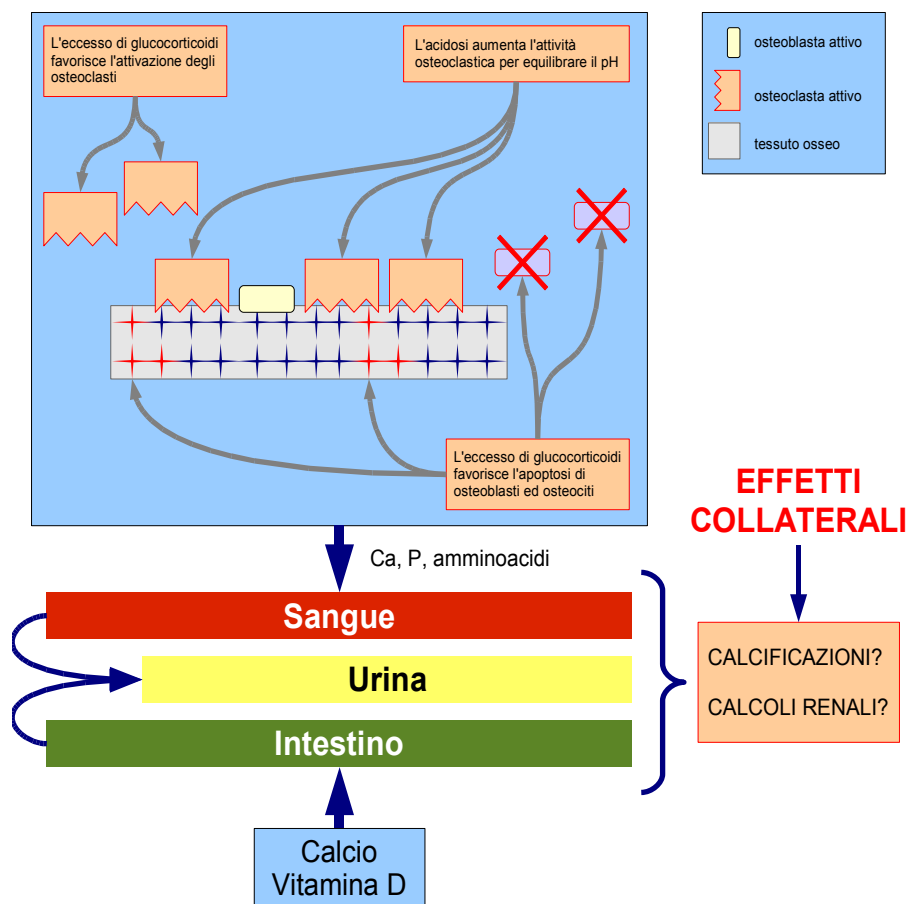 L'eccesso di glucocorticoidi
favorisce l'attivazione degli
osteoclasti
L'acidosi aumenta l'attività
osteoclastica per equilibrare il pH
osteoblasta attivo
osteoclasta attivo
tessuto osseo
L'eccesso di glucocorticoidi
favorisce l'apoptosi di
osteoblasti ed osteociti
EFFETTI
COLLATERALI
Ca, P, amminoacidi
Sangue
Urina
Intestino
CALCIFICAZIONI?
CALCOLI RENALI?
Calcio
Vitamina D